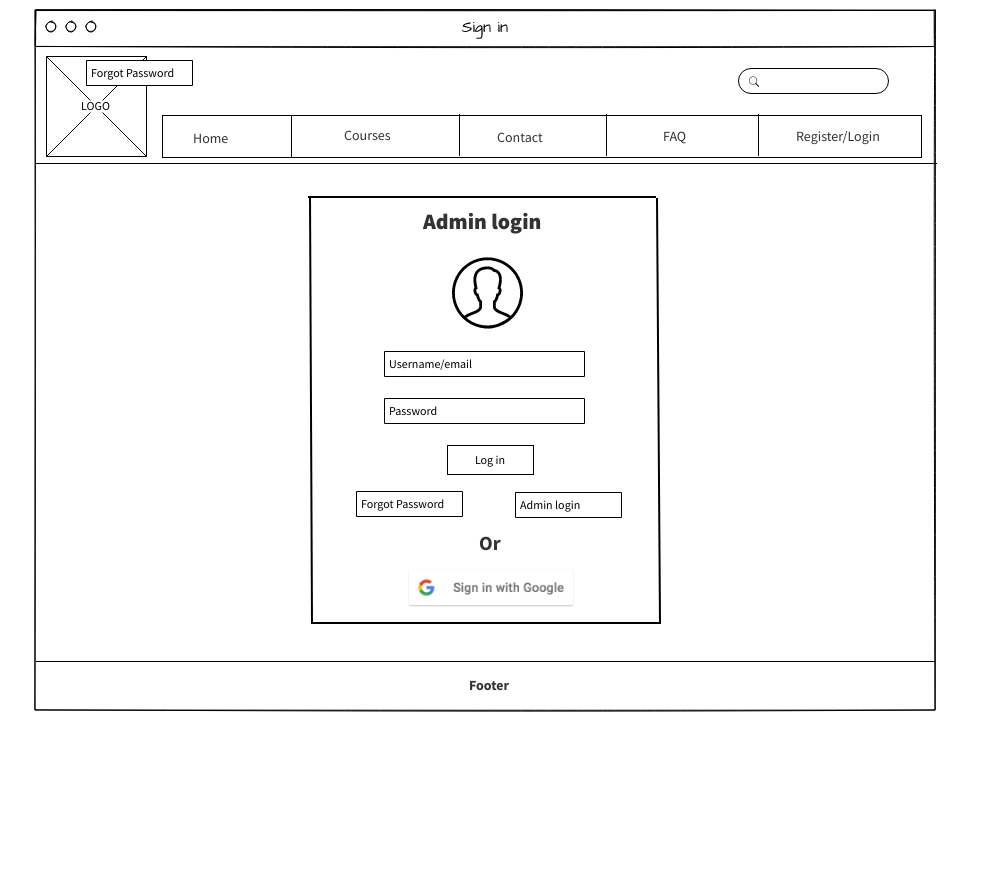 Sign in
Forgot Password
LOGO
Home
Courses
Contact
FAQ
Register/Login
Admin login
Username/email
Password
Log in
Forgot Password
Admin login
Or
Sign in with Google
Footer